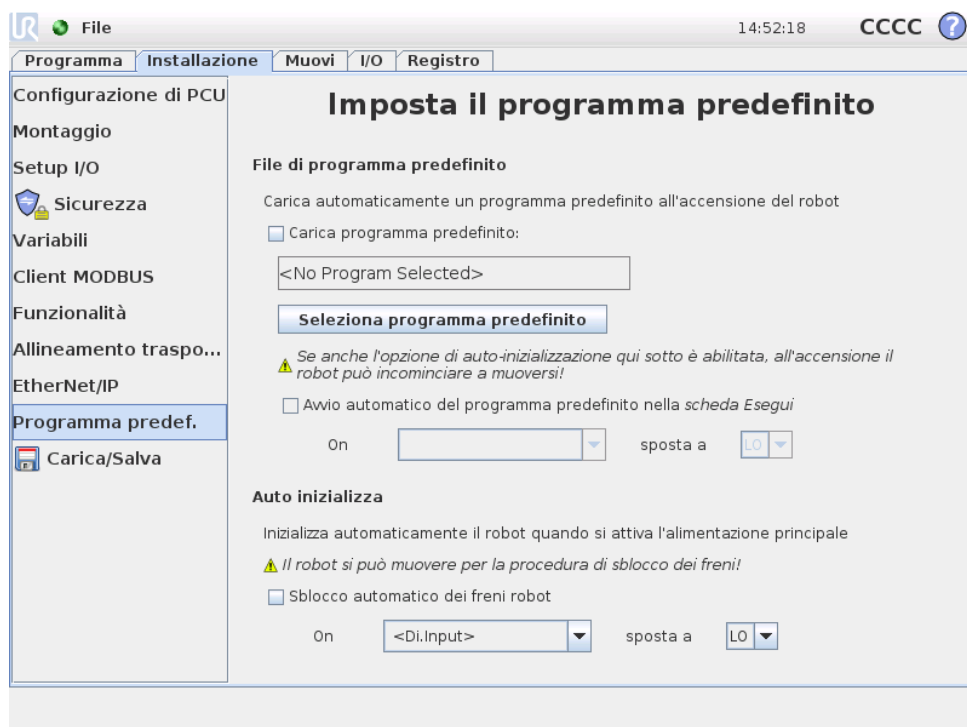 UR File 14:52:18 CCCC ?
Programma Installazione Muovi I/O Registro
Configurazione di PCU
Montaggio
Setup I/O
Sicurezza
Variabili
Client MODBUS
Funzionalità
Allineamento traspo...
EtherNet/IP
Programma predef.
Carica/Salva
Imposta il programma predefinito
File di programma predefinito
Carica automaticamente un programma predefinito all'accensione del robot
Carica programma predefinito:
<No Program Selected>
Seleziona programma predefinito
Se anche l'opzione di auto-inizializzazione qui sotto è abilitata, all'accensione il
robot può incominciare a muoversi!
Avvio automatico del programma predefinito nella scheda Esegui
On sposta a LO
Auto inizializza
Inizializza automaticamente il robot quando si attiva l'alimentazione principale
Il robot si può muovere per la procedura di sblocco dei freni!
Sblocco automatico dei freni robot
On <Di.Input> sposta a LO